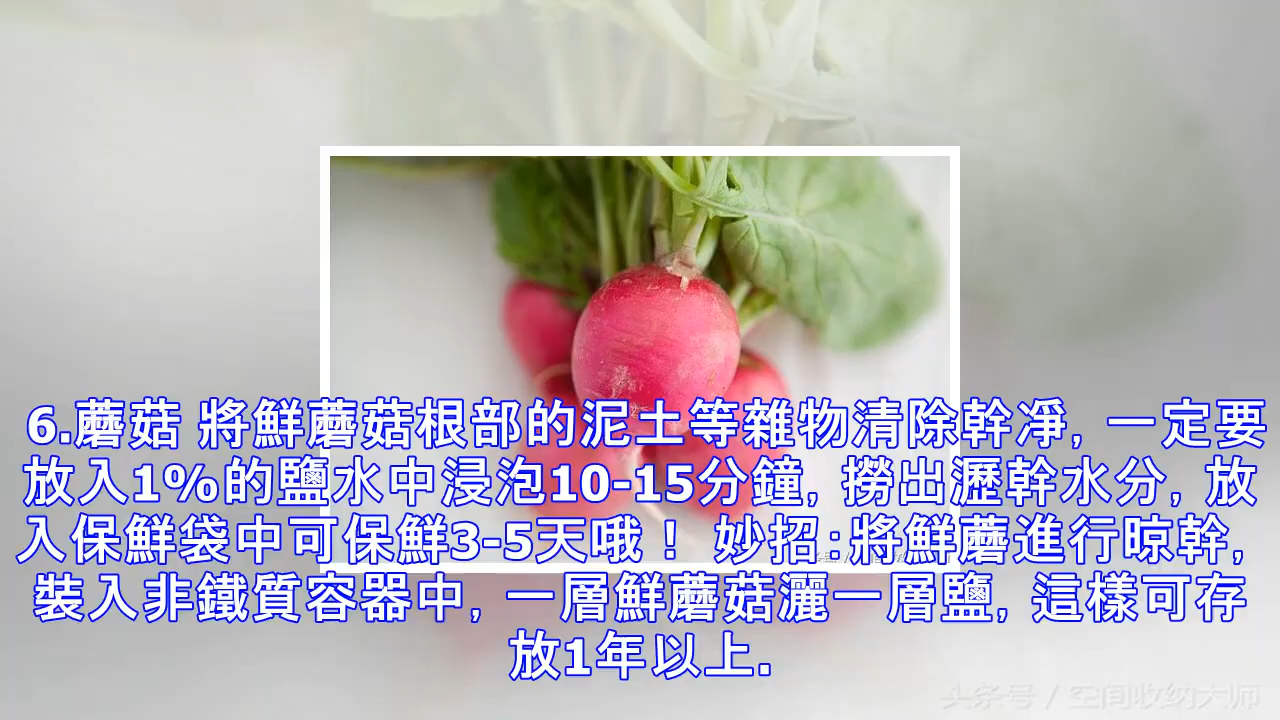 6.蘑菇 將鮮蘑菇根部的泥土等雜物清除幹凈, 一定要
放入1%的鹽水中浸泡10-15分鐘, 撈出瀝幹水分, 放
入保鮮袋中可保鮮3-5天哦！ 妙招:將鮮蘑進行晾幹,
裝入非鐵質容器中, 一層鮮蘑菇灑一層鹽, 這樣可存
放1年以上.
头条号 / 空间收纳大师